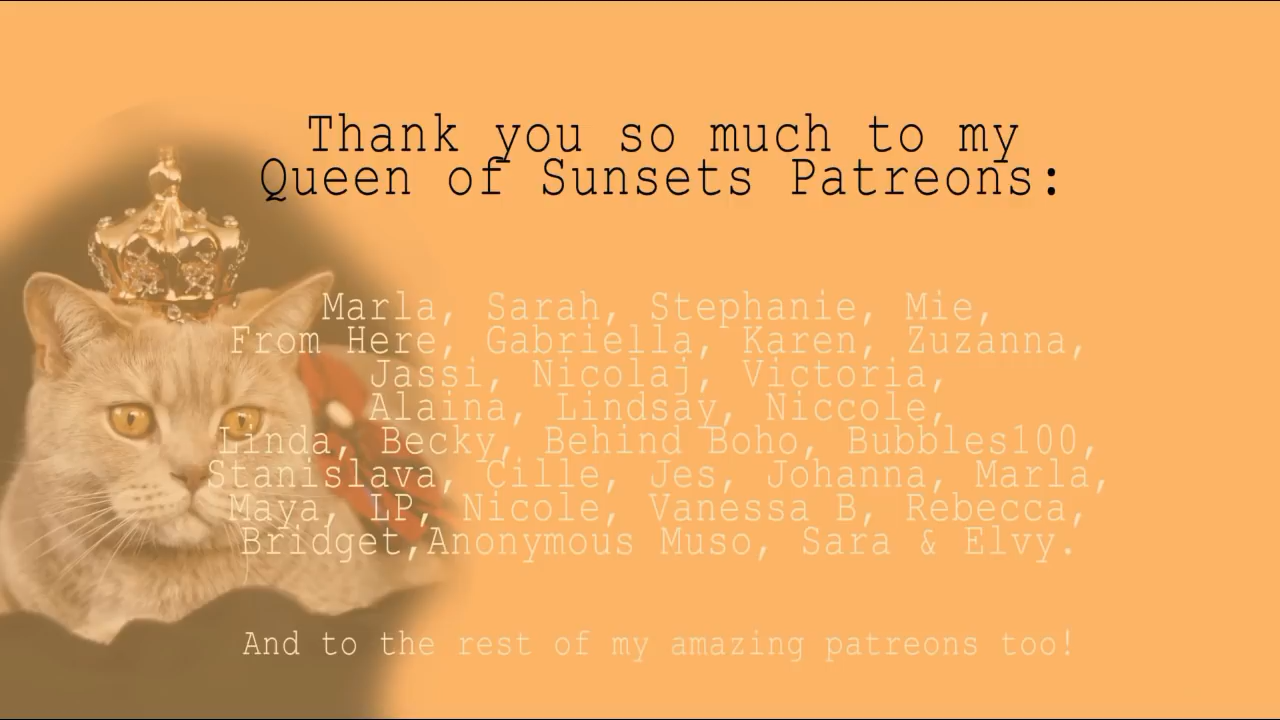 Thank you so much to my
Queen of Sunsets Patreons:
Marla, Sarah, Stephanie, Mie,
From Here, Gabriella, Karen, Zuzanna,
Jassi, Nicolaj, Victoria,
Alaina, Lindsay, Niccole,
Linda, Becky, Behind Boho, Bubbles100,
Stanislava, Cille, Jes, Johanna, Marla,
Maya, LP, Nicole, Vanessa B, Rebecca,
Bridget,Anonymous Muso, Sara & Elvy.
And to the rest of my amazing patreons too!